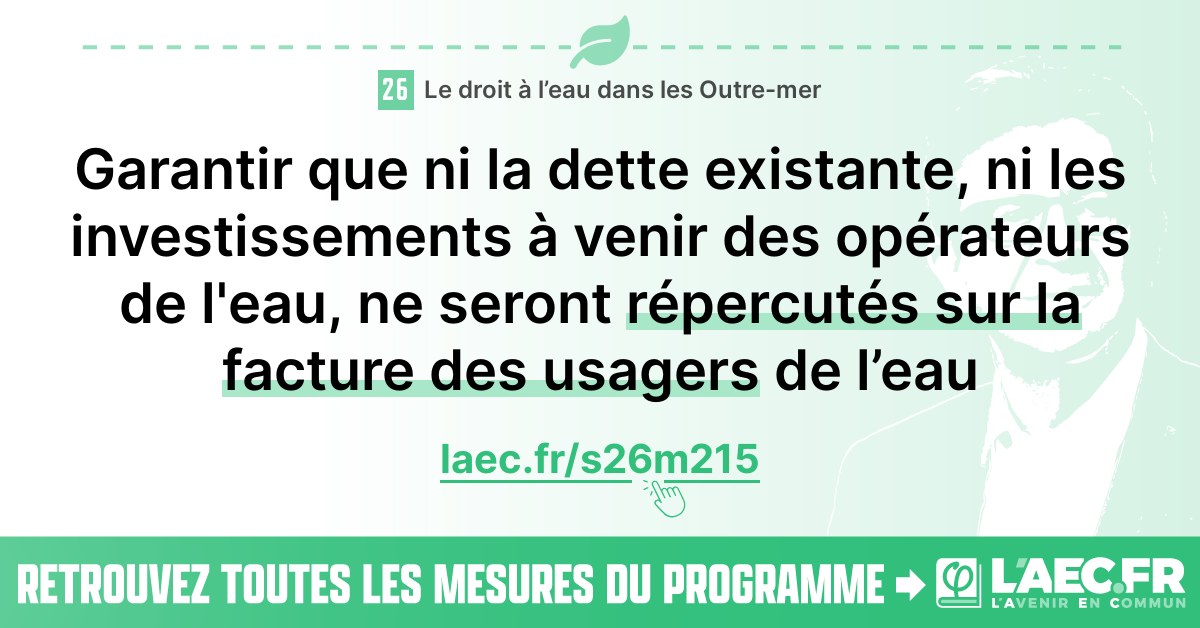 26 Le droit à l’eau dans les Outre-mer
Garantir que ni la dette existante, ni les
investissements à venir des opérateurs
de l'eau, ne seront répercutés sur la
facture des usagers de l’eau
laec.fr/s26m215
RETROUVEZ TOUTES LES MESURES DU PROGRAMME
L'AEC.FR
L'AVENIR EN COMMUN